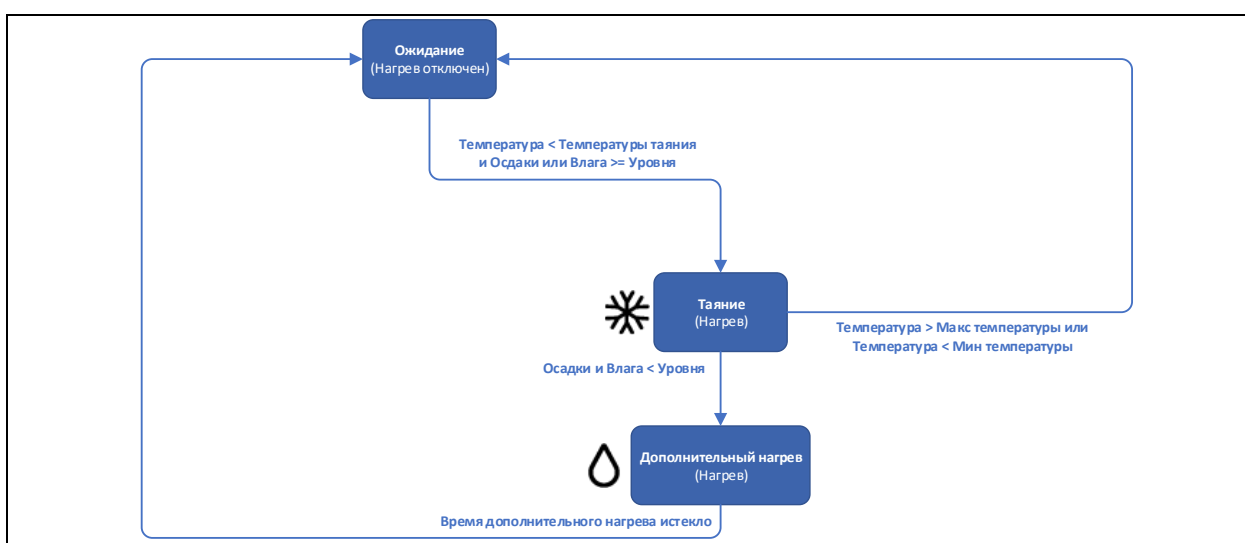 Ожидание
(Нагрев отключен)
Температура < Температуры таяния
и Осдаки или Влага >= Уровня
Таяние
(Нагрев)
Температура > Макс температуры или
Температура < Мин температуры
Осадки и Влага < Уровня
Дополнительный нагрев
(Нагрев)
Время дополнительного нагрева истекло